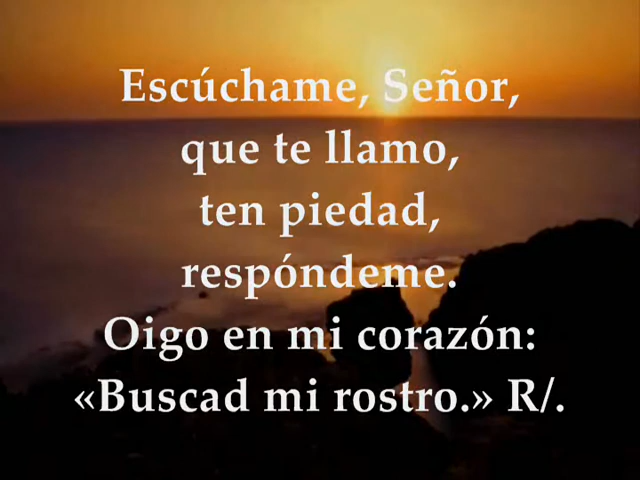 Escúchame, Señor,
que te llamo,
ten piedad,
respóndeme.
Oigo en mi corazón:
«Buscad mi rostro.» R/.